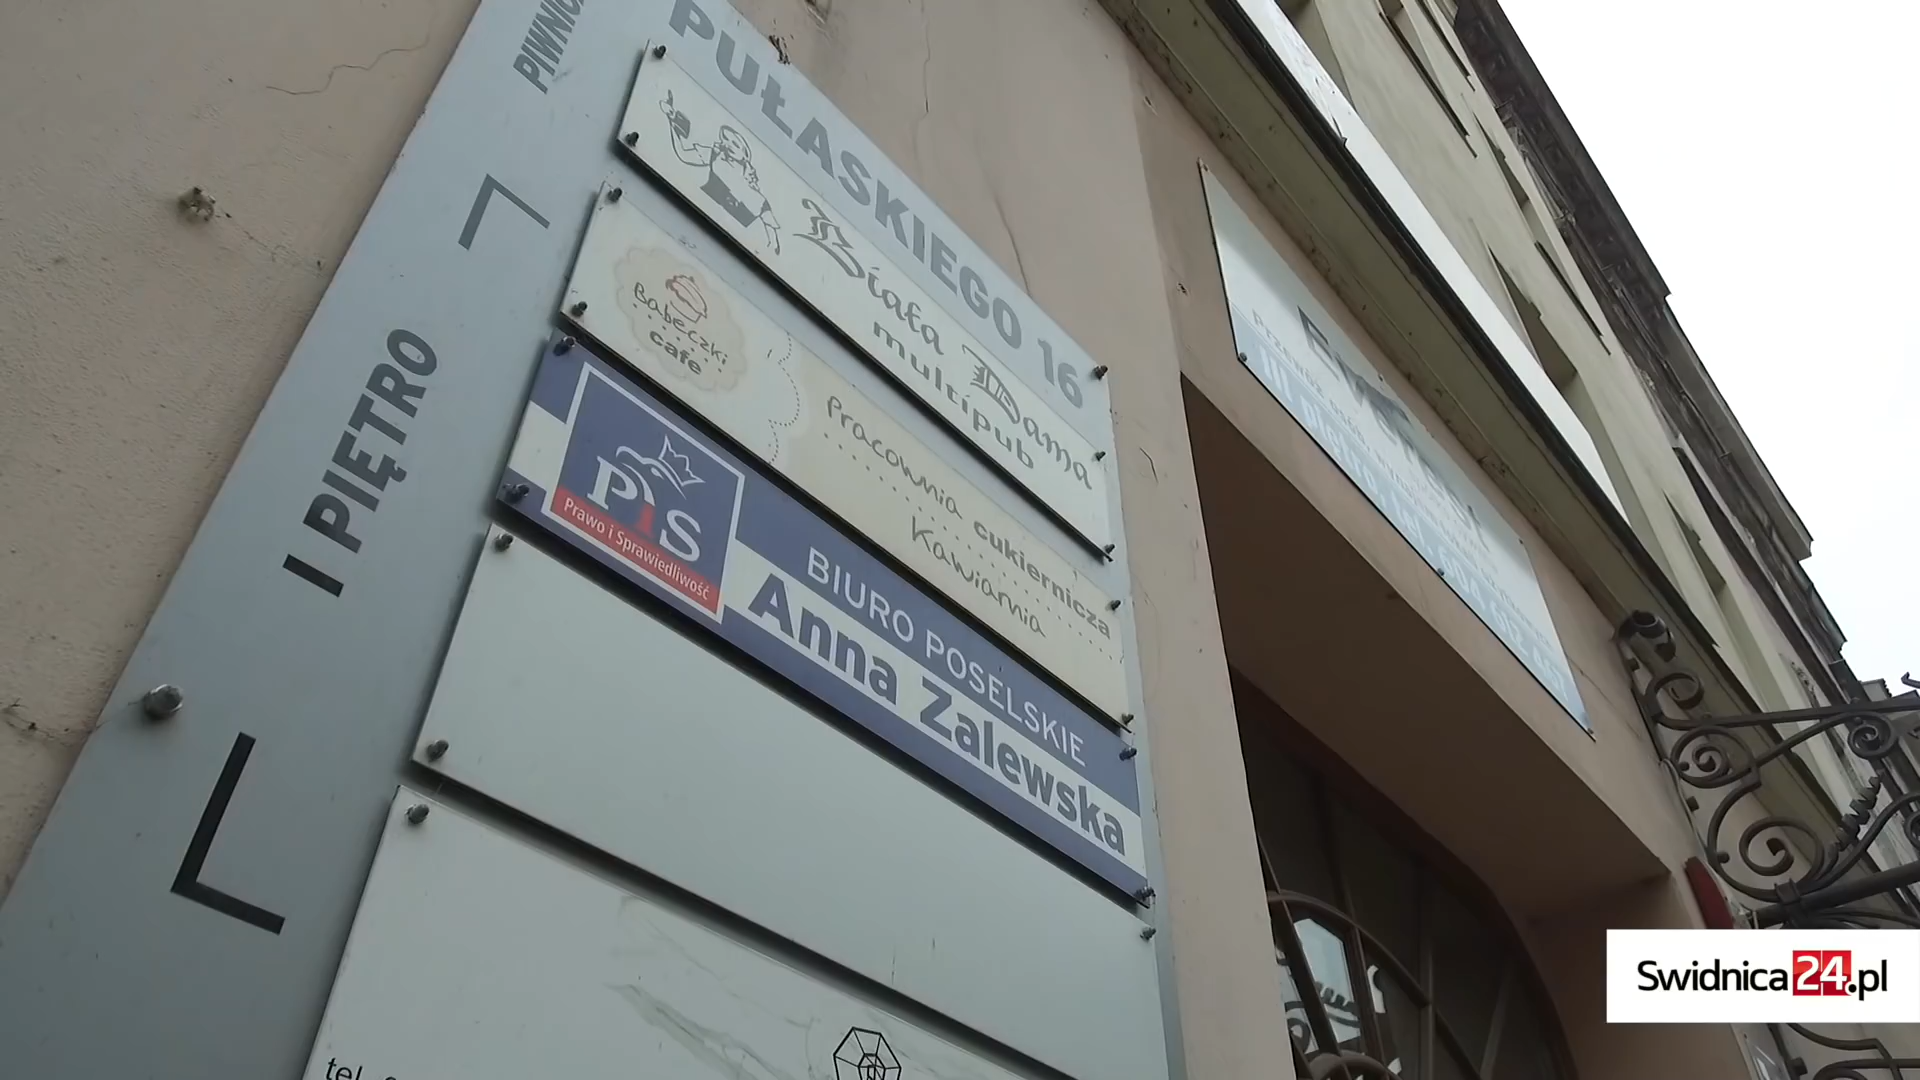 PUŁASKIEGO 16
Biała Dama
multipub
Babeczki
cafe
Pracownia cukiernicza
Kawiarnia
I PIĘTRO
PiS
Prawo i Sprawiedliwość
BIURO POSELSKIE
Anna Zalewska
tel.
Swidnica24.pl